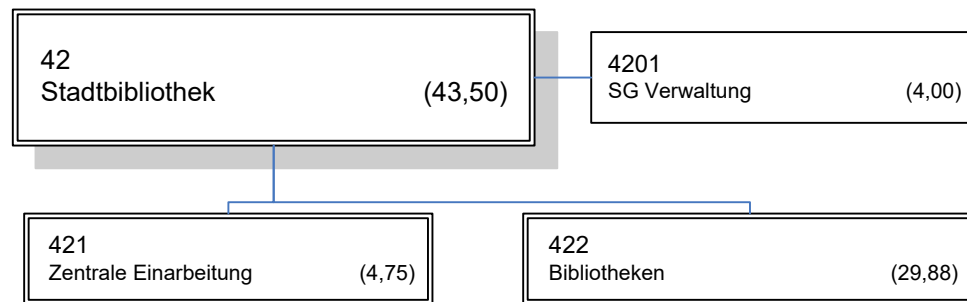 42
Stadtbibliothek (43,50)
4201
SG Verwaltung (4,00)
421
Zentrale Einarbeitung (4,75)
422
Bibliotheken (29,88)